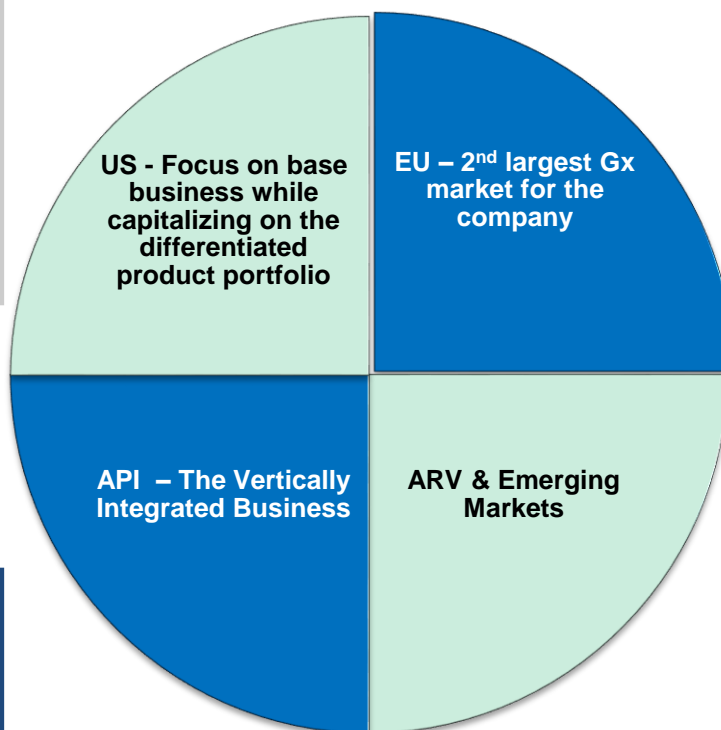 US - Focus on base
business while
capitalizing on the
differentiated
product portfolio
EU – 2nd largest Gx
market for the
company
API – The Vertically
Integrated Business
ARV & Emerging
Markets